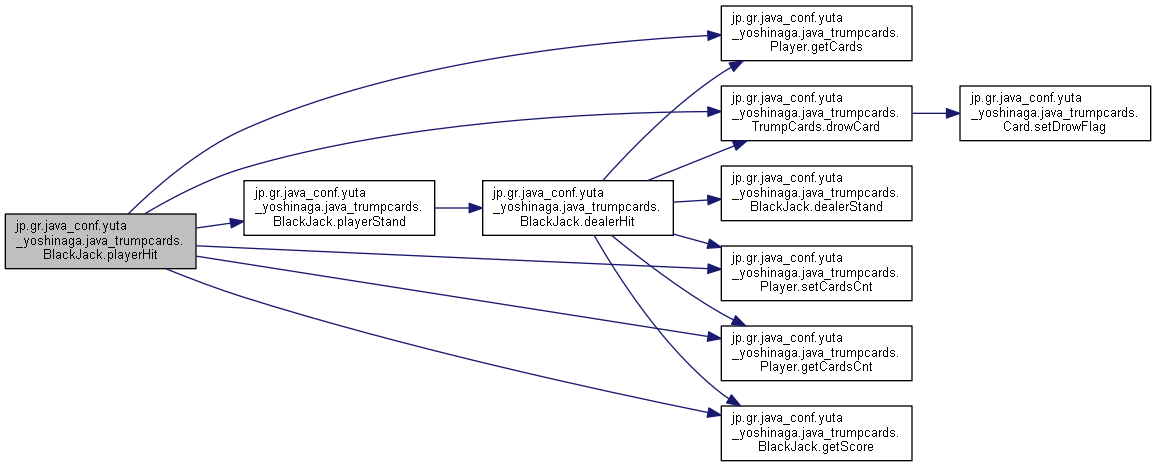 jp.gr.java_conf.yuta
_yoshinaga.java_trumpcards.
BlackJack.playerHit
jp.gr.java_conf.yuta
_yoshinaga.java_trumpcards.
BlackJack.playerStand
jp.gr.java_conf.yuta
_yoshinaga.java_trumpcards.
BlackJack.dealerHit
jp.gr.java_conf.yuta
_yoshinaga.java_trumpcards.
Player.getCards
jp.gr.java_conf.yuta
_yoshinaga.java_trumpcards.
TrumpCards.drowCard
jp.gr.java_conf.yuta
_yoshinaga.java_trumpcards.
Card.setDrowFlag
jp.gr.java_conf.yuta
_yoshinaga.java_trumpcards.
BlackJack.dealerStand
jp.gr.java_conf.yuta
_yoshinaga.java_trumpcards.
Player.setCardsCnt
jp.gr.java_conf.yuta
_yoshinaga.java_trumpcards.
Player.getCardsCnt
jp.gr.java_conf.yuta
_yoshinaga.java_trumpcards.
BlackJack.getScore